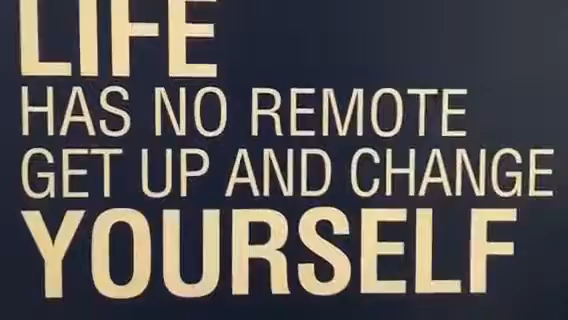 LIFE
HAS NO REMOTE
GET UP AND CHANGE
YOURSELF